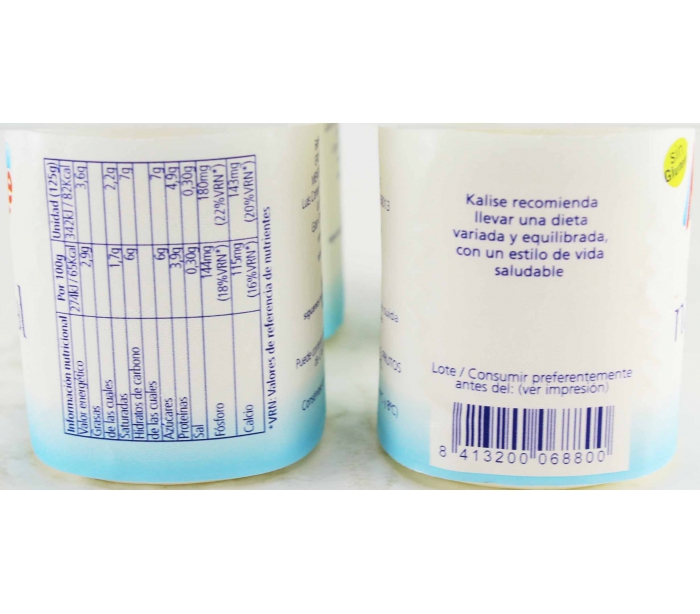 Información nutricional Por 100g Unidad (125g)
Valor energético 274kJ / 65Kcal 342kJ / 82Kcal
Grasas 2,9g 3,6g
de las cuales
Saturadas 1,7g 2,2g
Hidratos de carbono 6g 7g
de las cuales
Azúcares 6g 7g
Proteínas 3,9g 4,9g
Sal 0,30g 0,30g
Fósforo 144mg 180mg
(18%VRN*) (22%VRN*)
Calcio 115mg 143mg
(16%VRN*) (20%VRN*)
*VRN: Valores de referencia de nutrientes
Sin
Gluten
Kalise recomienda
llevar una dieta
variada y equilibrada,
con un estilo de vida
saludable
Lote / Consumir preferentemente
antes del: (ver impresión)
8 413200 068800